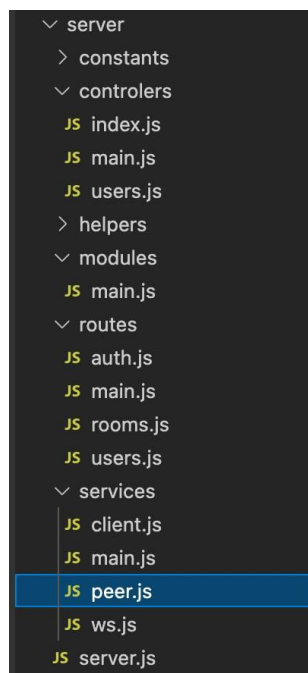 server
constants
controlers
JS index.js
JS main.js
JS users.js
helpers
modules
JS main.js
routes
JS auth.js
JS main.js
JS rooms.js
JS users.js
services
JS client.js
JS main.js
JS peer.js
JS ws.js
JS server.js